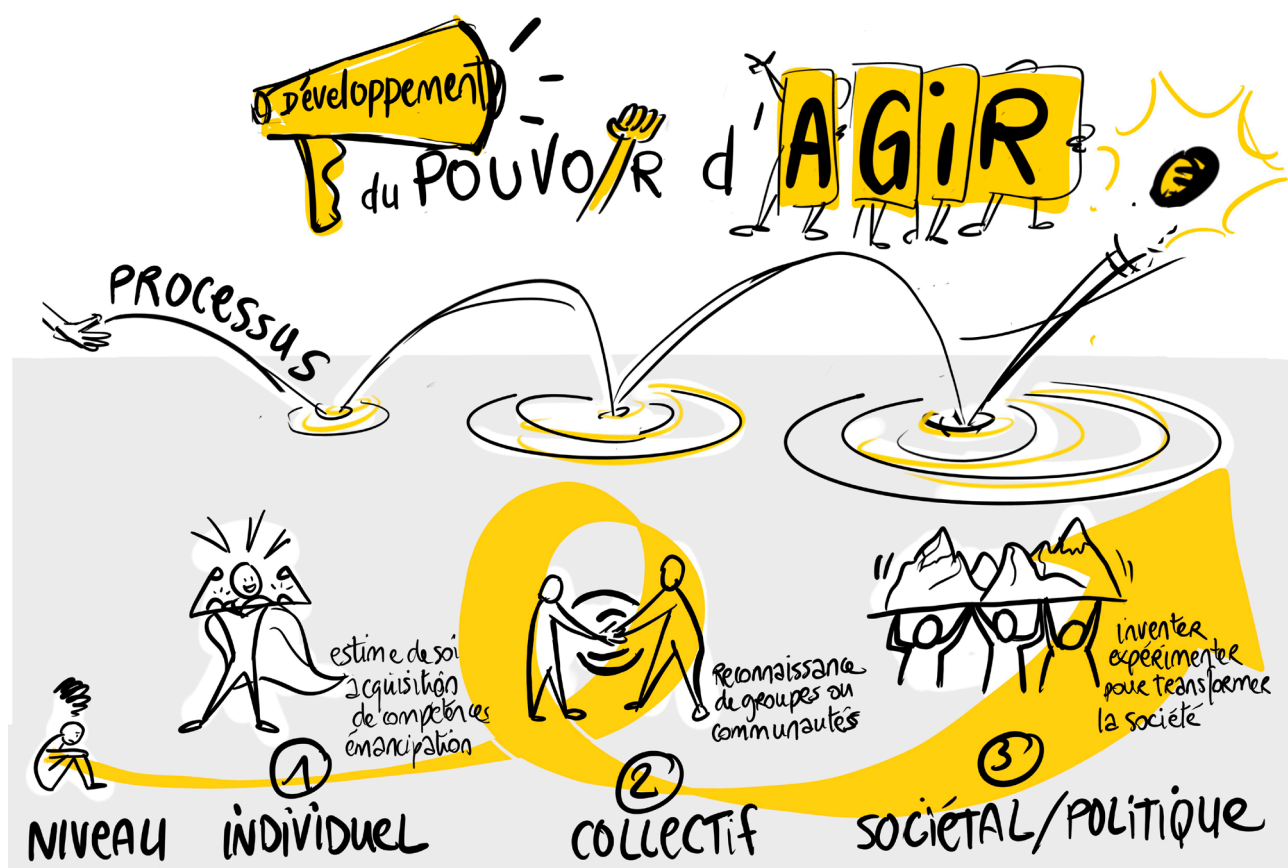 Développement
du POUVOIR d'AGIR
PROCESSUS
estime de soi
acquisition
de compétences
émancipation
Reconnaissance
de groupes ou
communautés
inventer
expérimenter
pour transformer
la société
1
2
3
NIVEAU INDIVIDUEL COLLECTIF SOCIÉTAL/POLITIQUE